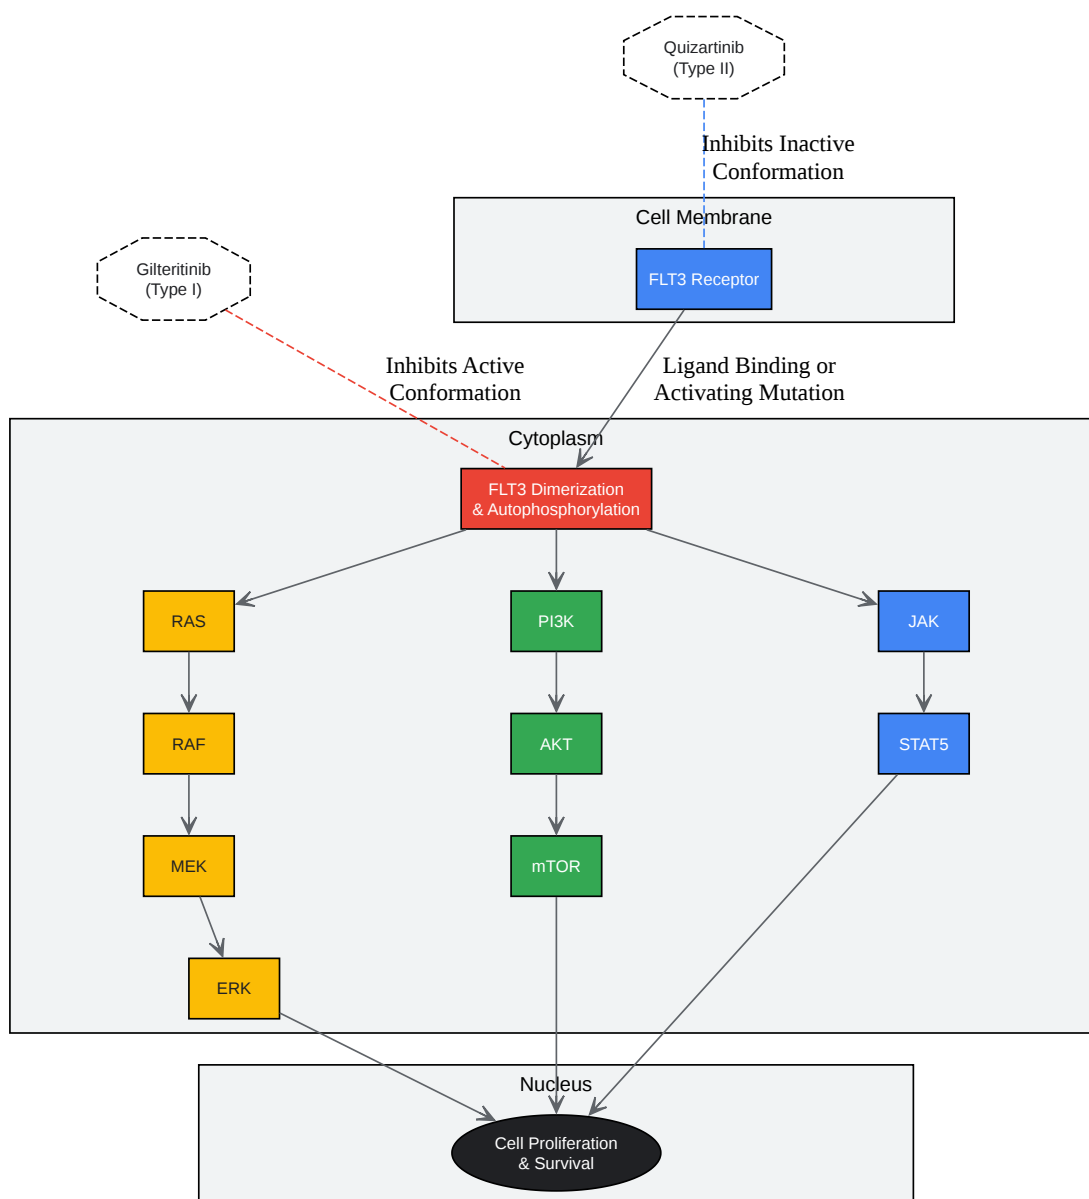 Quizartinib
(Type II)
Inhibits Inactive
Conformation
Cell Membrane
FLT3 Receptor
Gilteritinib
(Type I)
Inhibits Active
Conformation
Ligand Binding or
Activating Mutation
Cytoplasm
FLT3 Dimerization
& Autophosphorylation
RAS
PI3K
JAK
RAF
AKT
STAT5
MEK
mTOR
ERK
Nucleus
Cell Proliferation
& Survival